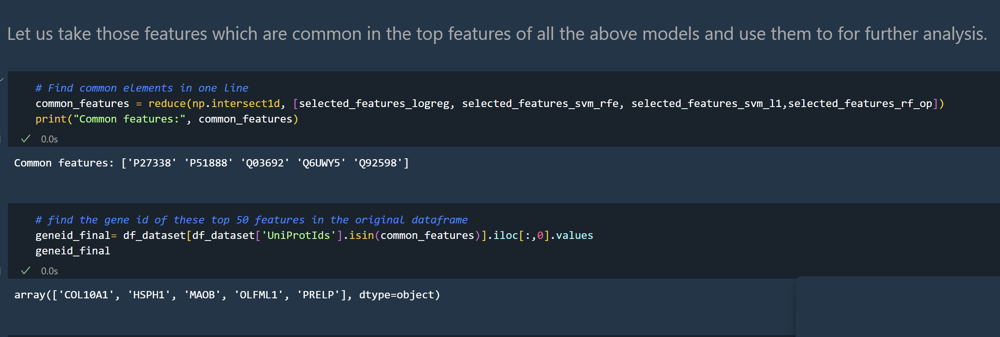 Let us take those features which are common in the top features of all the above models and use them to for further analysis.
# Find common elements in one line
common_features = reduce(np.intersect1d, [selected_features_logreg, selected_features_svm_rfe, selected_features_svm_l1,selected_features_rf_op])
print("Common features:", common_features)
0.0s
Common features: ['P27338' 'P51888' 'Q03692' 'Q6UWY5' 'Q92598']
# find the gene id of these top 50 features in the original dataframe
geneid_final= df_dataset[df_dataset['UniProtIds'].isin(common_features)].iloc[:,0].values
geneid_final
0.0s
array(['COL10A1', 'HSPH1', 'MAOB', 'OLFML1', 'PRELP'], dtype=object)